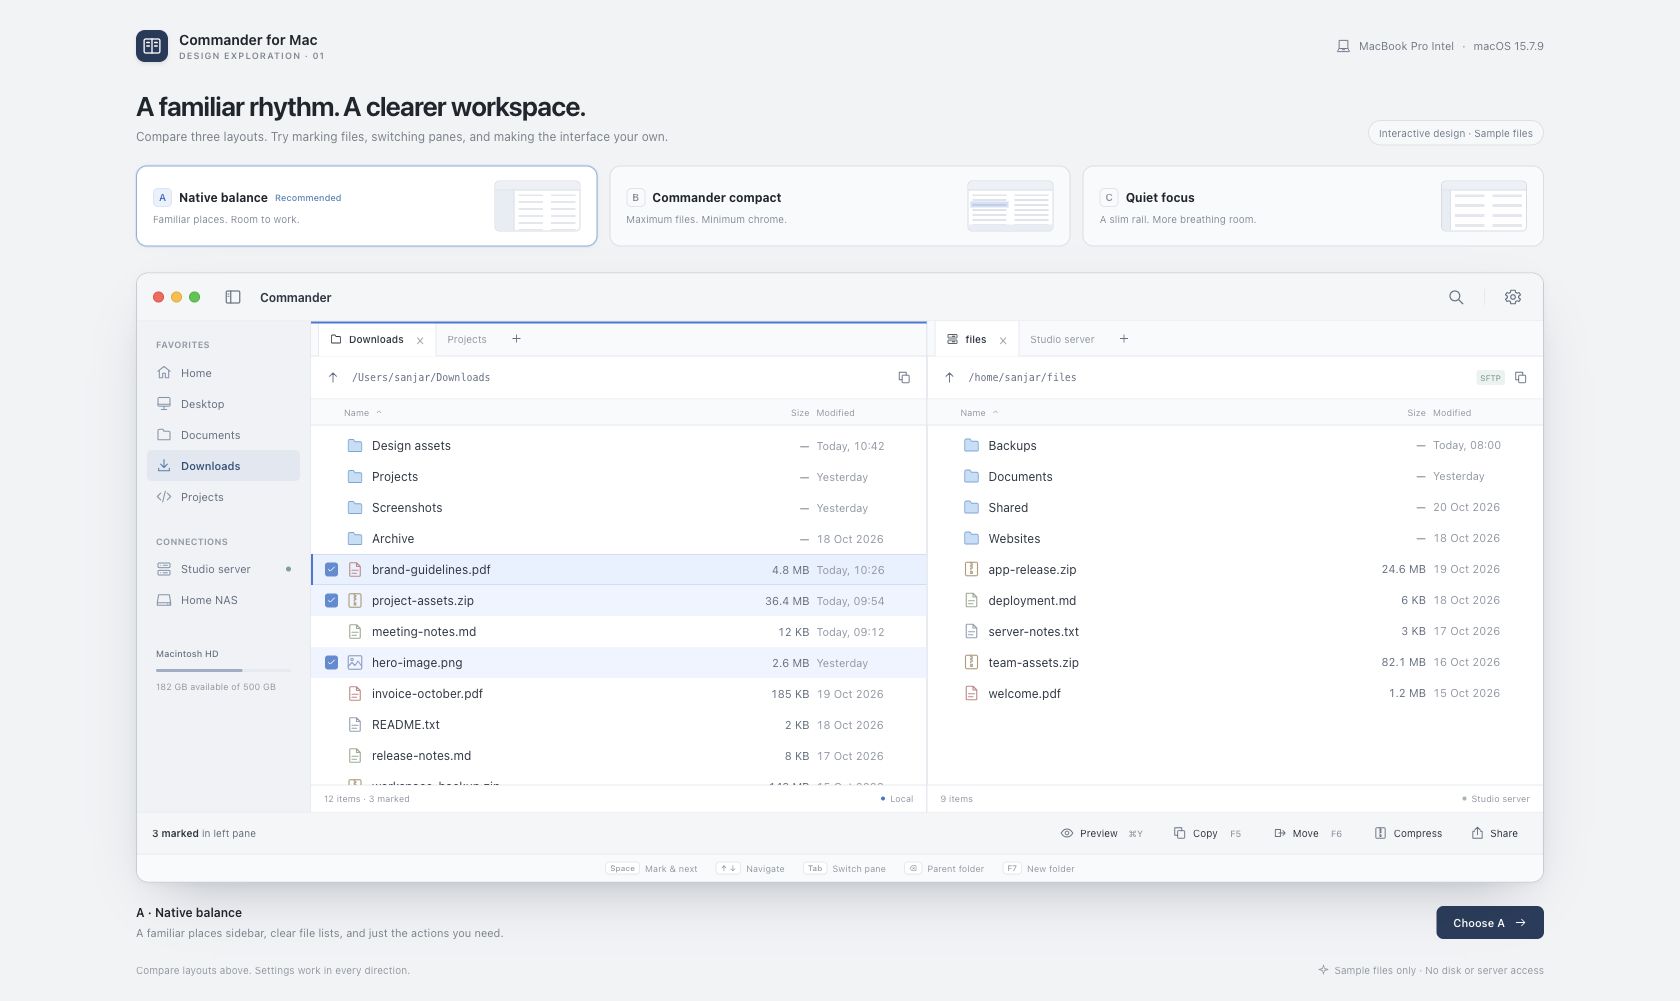 Commander for Mac
DESIGN EXPLORATION · 01
MacBook Pro Intel · macOS 15.7.9
A familiar rhythm. A clearer workspace.
Compare three layouts. Try marking files, switching panes, and making the interface your own.
Interactive design · Sample files
A Native balance Recommended
Familiar places. Room to work.
B Commander compact
Maximum files. Minimum chrome.
C Quiet focus
A slim rail. More breathing room.
Commander
FAVORITES
Home
Desktop
Documents
Downloads
Projects
CONNECTIONS
Studio server
Home NAS
Macintosh HD
182 GB available of 500 GB
Downloads x Projects +
↑ /Users/sanjar/Downloads
Name ^ Size Modified
Design assets — Today, 10:42
Projects — Yesterday
Screenshots — Yesterday
Archive — 18 Oct 2026
brand-guidelines.pdf 4.8 MB Today, 10:26
project-assets.zip 36.4 MB Today, 09:54
meeting-notes.md 12 KB Today, 09:12
hero-image.png 2.6 MB Yesterday
invoice-october.pdf 185 KB 19 Oct 2026
README.txt 2 KB 18 Oct 2026
release-notes.md 8 KB 17 Oct 2026
12 items · 3 marked • Local
files x Studio server +
↑ /home/sanjar/files SFTP
Name ^ Size Modified
Backups — Today, 08:00
Documents — Yesterday
Shared — 20 Oct 2026
Websites — 18 Oct 2026
app-release.zip 24.6 MB 19 Oct 2026
deployment.md 6 KB 18 Oct 2026
server-notes.txt 3 KB 17 Oct 2026
team-assets.zip 82.1 MB 16 Oct 2026
welcome.pdf 1.2 MB 15 Oct 2026
9 items • Studio server
3 marked in left pane
Preview ⌘Y Copy F5 Move F6 Compress Share
Space Mark & next ↑ ↓ Navigate Tab Switch pane ⌫ Parent folder F7 New folder
A · Native balance
A familiar places sidebar, clear file lists, and just the actions you need.
Choose A →
Compare layouts above. Settings work in every direction.
Sample files only · No disk or server access